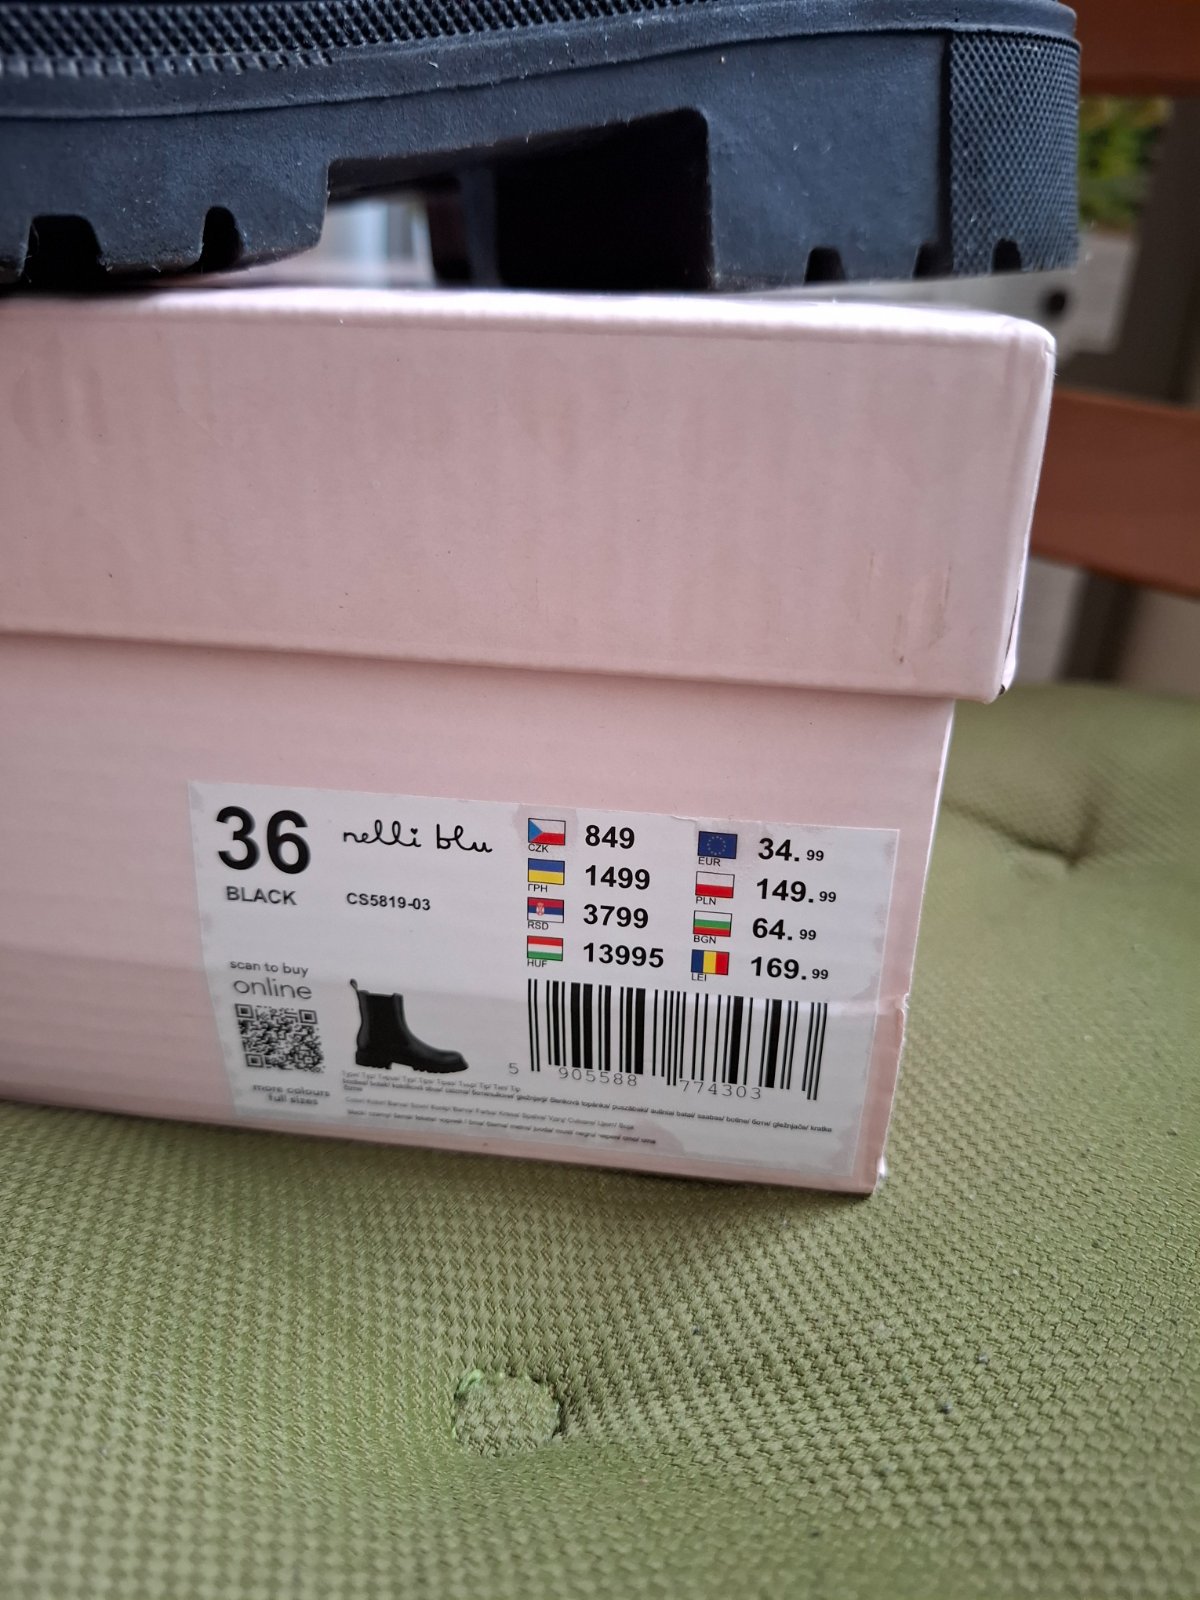 36
BLACK
nelli blu
CS5819-03
CZK 849
ГРН 1499
RSD 3799
HUF 13995
EUR 34.99
PLN 149.99
BGN 64.99
LEI 169.99
scan to buy
online
more colours
full sizes
5 905588 774303